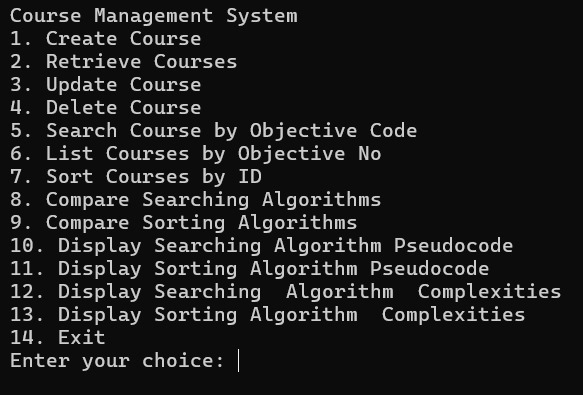 Course Management System
1. Create Course
2. Retrieve Courses
3. Update Course
4. Delete Course
5. Search Course by Objective Code
6. List Courses by Objective No
7. Sort Courses by ID
8. Compare Searching Algorithms
9. Compare Sorting Algorithms
10. Display Searching Algorithm Pseudocode
11. Display Sorting Algorithm Pseudocode
12. Display Searching  Algorithm  Complexities
13. Display Sorting Algorithm  Complexities
14. Exit
Enter your choice: